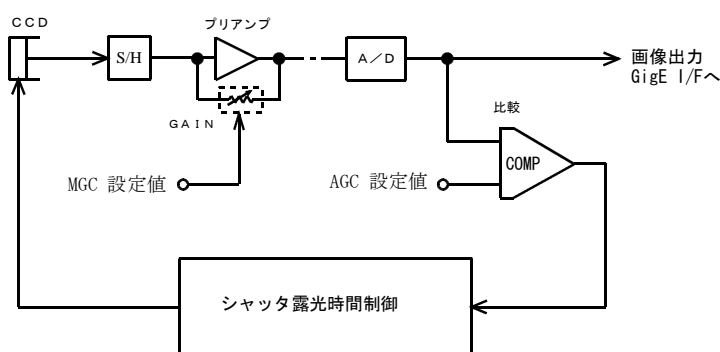 ＣＣＤ
プリアンプ
S/H
Ａ／Ｄ
画像出力
GigE I/Fへ
ＧＡＩＮ
比較
COMP
MGC 設定値
AGC 設定値
シャッタ露光時間制御